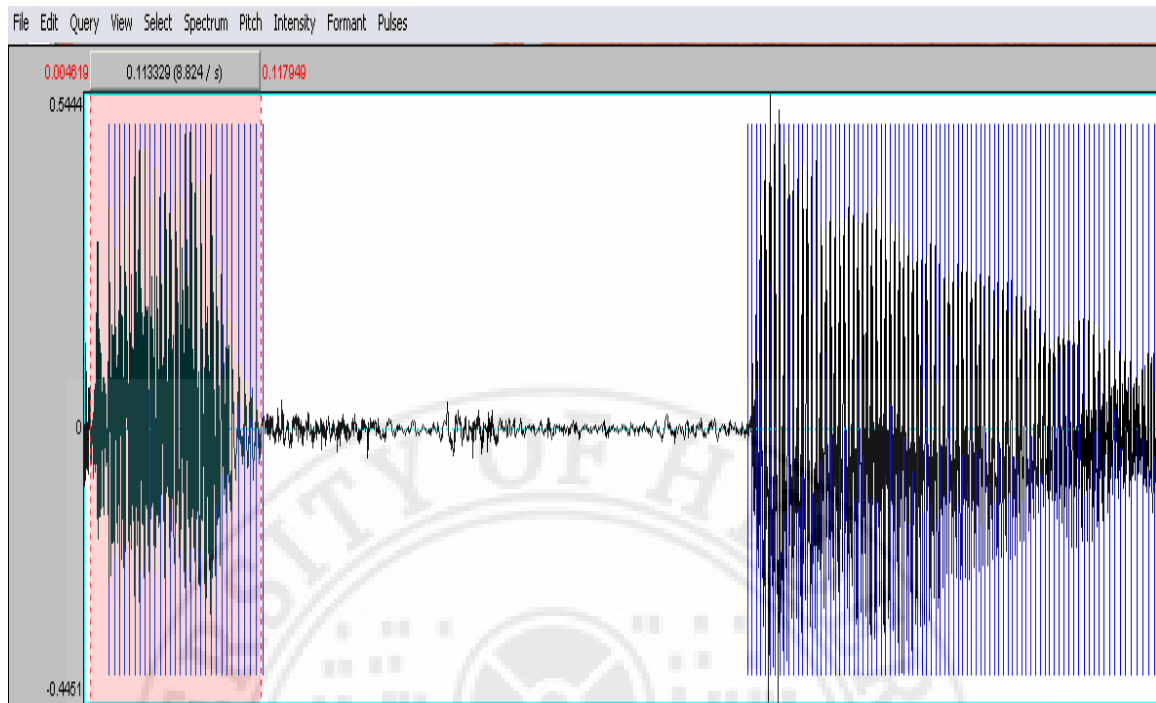 File Edit Query View Select Spectrum Pitch Intensity Formant Pulses
0.004619 0.113329 (8.824 / s) 0.117949
0.5444
0
-0.4451